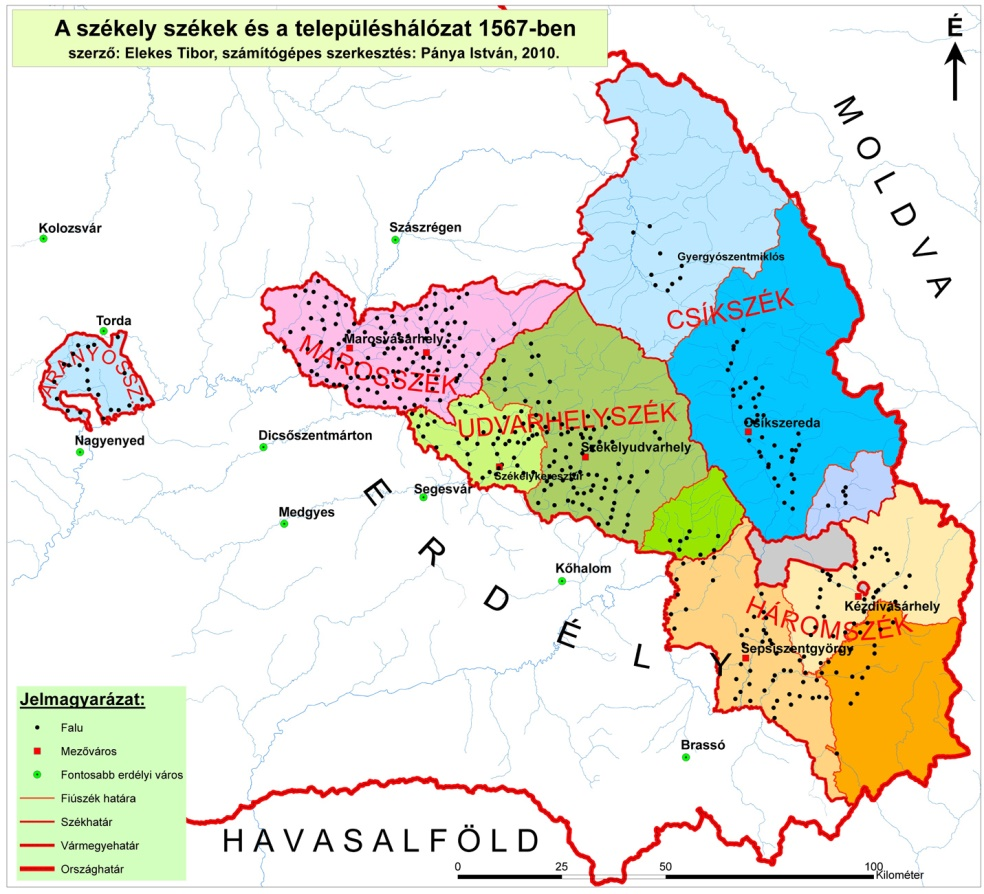 A székely székek és a településhálózat 1567-ben
szerző: Elekes Tibor, számítógépes szerkesztés: Pánya István, 2010.
É
MOLDVA
Kolozsvár
Szászrégen
Gyergyószentmiklós
CSÍKSZÉK
Torda
ARANYOSSZ
Marosvásárhely
MAROSSZÉK
UDVARHELYSZÉK
Csíkszereda
Nagyenyed
Dicsőszentmárton
Székelyudvarhely
Székelykeresztúr
Segesvár
Medgyes
ERDÉLY
Kőhalom
Kézdivásárhely
HÁROMSZÉK
Sepsiszentgyörgy
Brassó
Jelmagyarázat:
Falu
Mezőváros
Fontosabb erdélyi város
Fiúszék határa
Székhatár
Vármegyehatár
Országhatár
HAVASALFÖLD
0 25 50 100
Kilométer